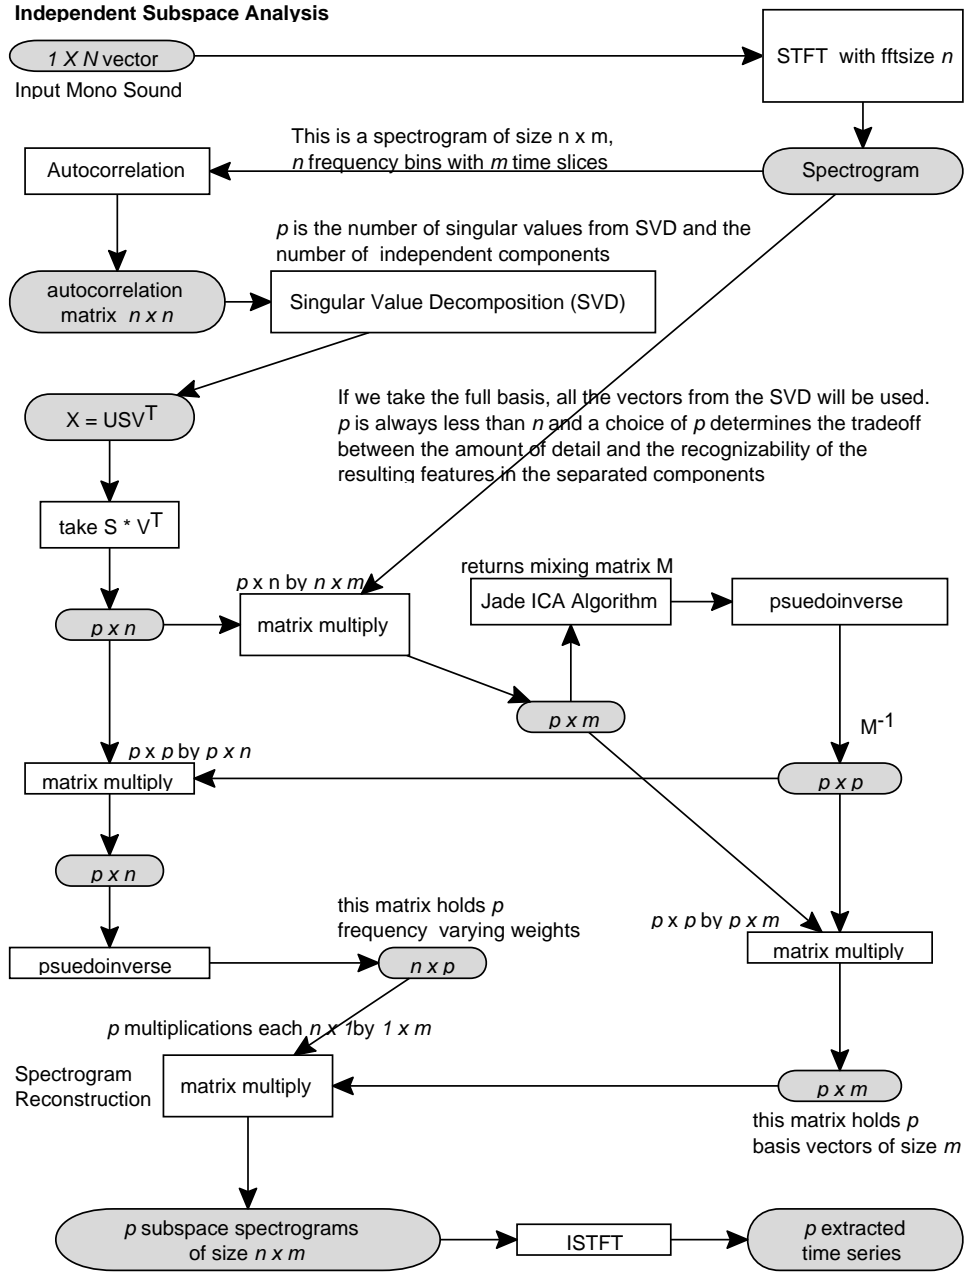 Independent Subspace Analysis
1 X N vector
Input Mono Sound
STFT with fftsize n
This is a spectrogram of size n x m,
n frequency bins with m time slices
Autocorrelation
Spectrogram
p is the number of singular values from SVD and the
number of independent components
autocorrelation
matrix n x n
Singular Value Decomposition (SVD)
If we take the full basis, all the vectors from the SVD will be used.
p is always less than n and a choice of p determines the tradeoff
between the amount of detail and the recognizability of the
resulting features in the separated components
X = USV^T
take S * V^T
returns mixing matrix M
p x n by n x m
Jade ICA Algorithm
psuedoinverse
p x n
matrix multiply
p x m
M^-1
p x p by p x n
matrix multiply
p x p
p x n
this matrix holds p
frequency varying weights
p x p by p x m
matrix multiply
psuedoinverse
n x p
p multiplications each n x 1by 1 x m
Spectrogram
Reconstruction
matrix multiply
p x m
this matrix holds p
basis vectors of size m
p subspace spectrograms
of size n x m
ISTFT
p extracted
time series